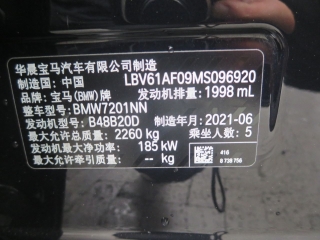 华晨宝马汽车有限公司制造
制造国：中国 LBV61AF09MS096920
品牌：宝马(BMW)牌 发动机排量：1998 mL
整车型号：BMW7201NN
发动机型号：B48B20D 制造年月：2021-06
最大允许总质量：2260 kg 乘坐人数：5
发动机最大净功率：185 kW
最大允许牵引质量：-- kg
416
8 738 756